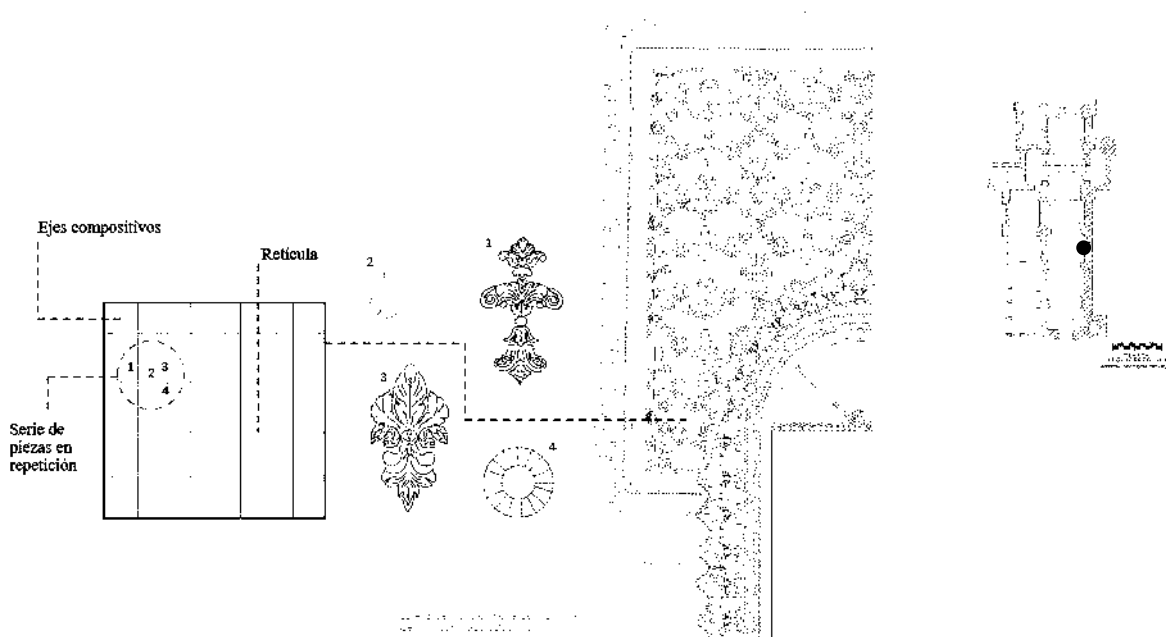 Ejes compositivos
Retícula
Serie de
piezas en
repetición
1
2
3
4
1
2
3
4